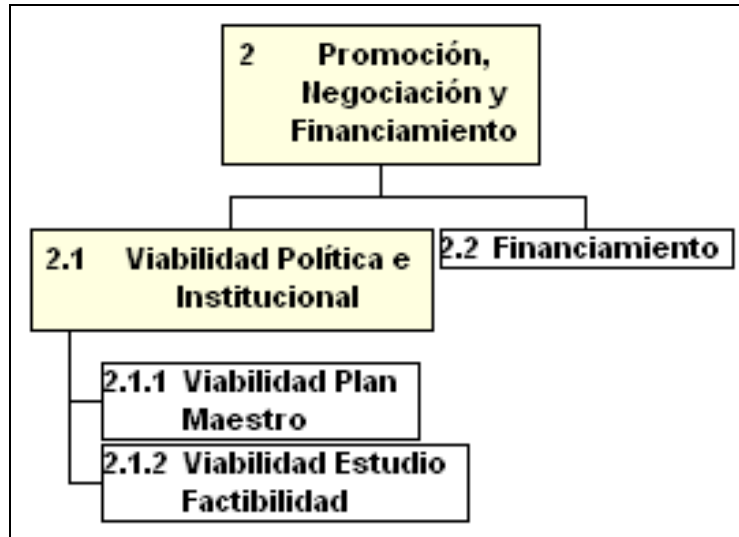 2 Promoción,
Negociación y
Financiamiento
2.1 Viabilidad Política e
Institucional
2.2 Financiamiento
2.1.1 Viabilidad Plan
Maestro
2.1.2 Viabilidad Estudio
Factibilidad